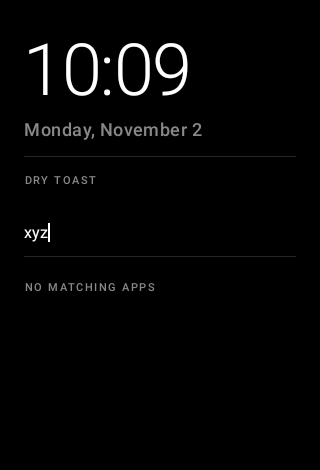 10:09
Monday, November 2
DRY TOAST
xyz
NO MATCHING APPS